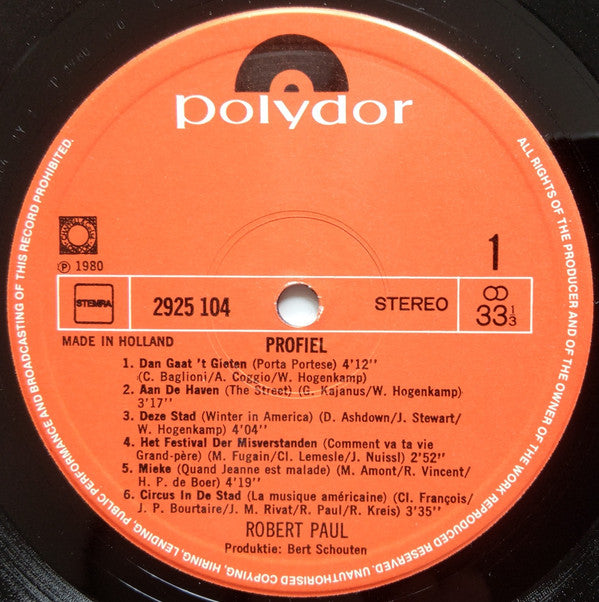 polydor
℗ 1980
1
STEMRA
2925 104
STEREO
33 1/3
MADE IN HOLLAND
PROFIEL
1. Dan Gaat 't Gieten (Porta Portese) 4'12''
(C. Baglioni/A. Coggio/W. Hogenkamp)
2. Aan De Haven (The Street) (G. Kajanus/W. Hogenkamp)
3'17''
3. Deze Stad (Winter in America) (D. Ashdown/J. Stewart/
W. Hogenkamp) 4'04''
4. Het Festival Der Misverstanden (Comment va ta vie
Grand-père) (M. Fugain/Cl. Lemesle/J. Nuissl) 2'52''
5. Mieke (Quand Jeanne est malade) (M. Amont/R. Vincent/
H. P. de Boer) 4'19''
6. Circus In De Stad (La musique américaine) (Cl. François/
J. P. Bourtaire/J. M. Rivat/R. Paul/R. Kreis) 3'35''
ROBERT PAUL
Produktie: Bert Schouten
ALL RIGHTS OF THE PRODUCER AND OF THE OWNER OF THE WORK REPRODUCED RESERVED. UNAUTHORISED COPYING, HIRING, LENDING, PUBLIC PERFORMANCE AND BROADCASTING OF THIS RECORD PROHIBITED.